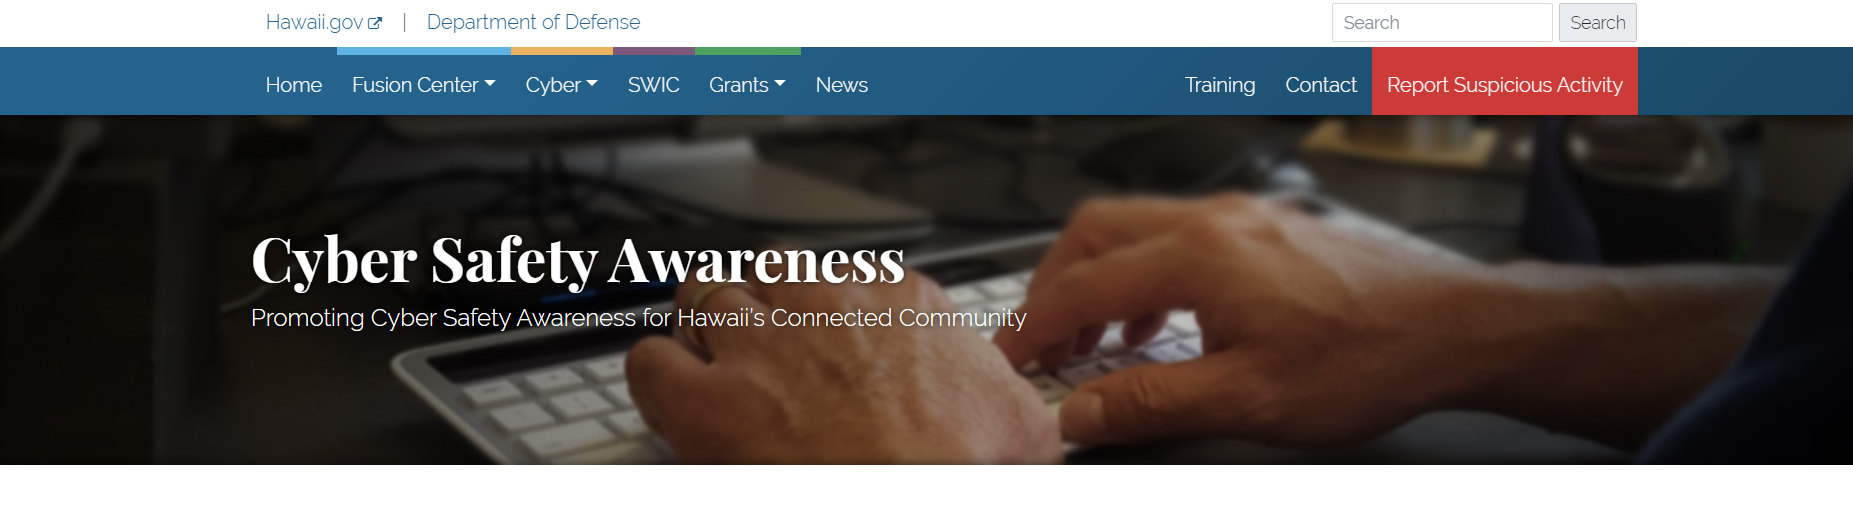 Hawaii.gov | Department of Defense Search Search
Home Fusion Center Cyber SWIC Grants News Training Contact Report Suspicious Activity
Cyber Safety Awareness
Promoting Cyber Safety Awareness for Hawaii's Connected Community